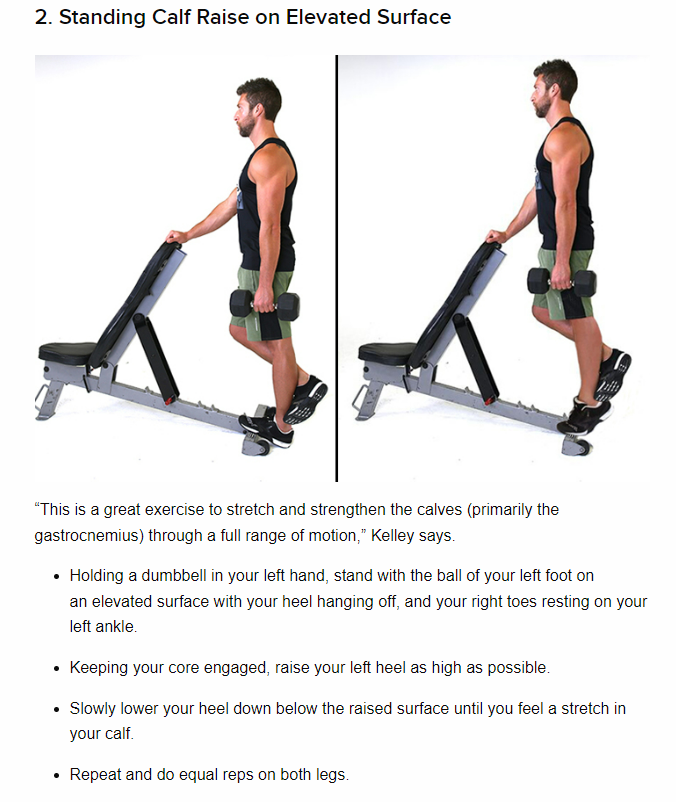 2. Standing Calf Raise on Elevated Surface
“This is a great exercise to stretch and strengthen the calves (primarily the
gastrocnemius) through a full range of motion,” Kelley says.
• Holding a dumbbell in your left hand, stand with the ball of your left foot on
an elevated surface with your heel hanging off, and your right toes resting on your
left ankle.
• Keeping your core engaged, raise your left heel as high as possible.
• Slowly lower your heel down below the raised surface until you feel a stretch in
your calf.
• Repeat and do equal reps on both legs.